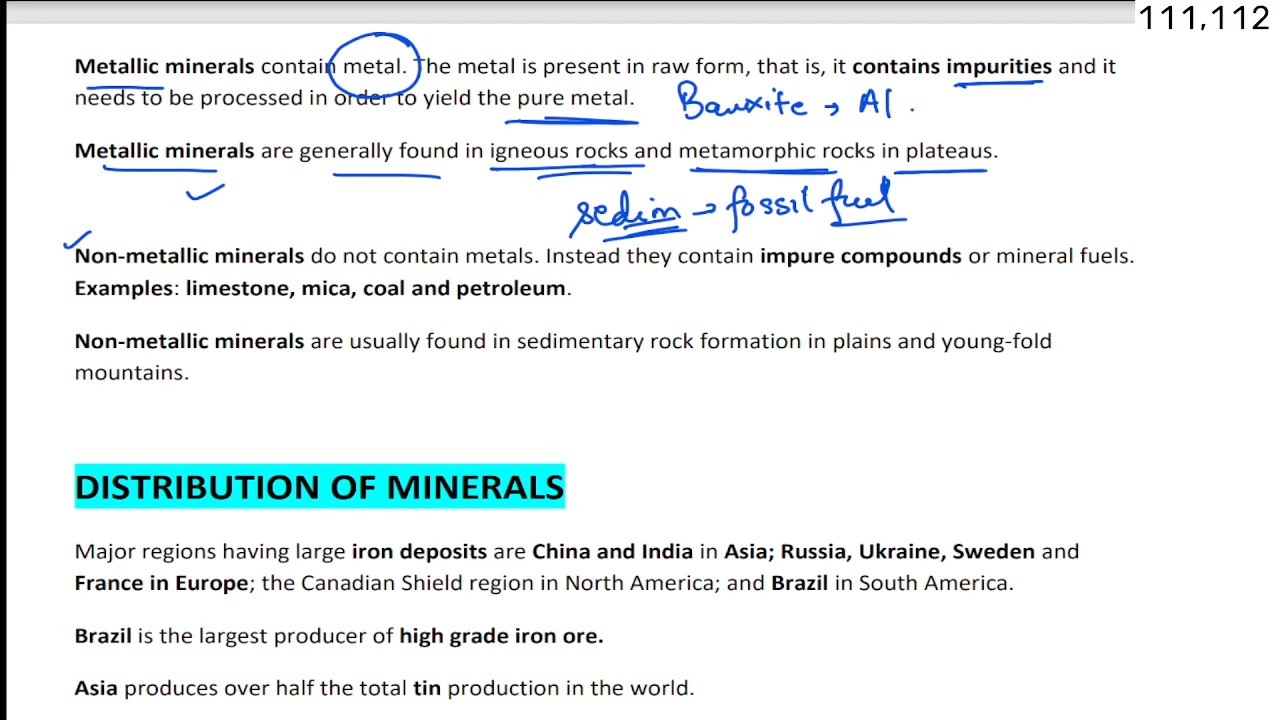 111,112
Metallic minerals contain metal. The metal is present in raw form, that is, it contains impurities and it
needs to be processed in order to yield the pure metal. Bauxite → Al.
Metallic minerals are generally found in igneous rocks and metamorphic rocks in plateaus.
sedim → fossil fuel
Non-metallic minerals do not contain metals. Instead they contain impure compounds or mineral fuels.
Examples: limestone, mica, coal and petroleum.
Non-metallic minerals are usually found in sedimentary rock formation in plains and young-fold
mountains.
DISTRIBUTION OF MINERALS
Major regions having large iron deposits are China and India in Asia; Russia, Ukraine, Sweden and
France in Europe; the Canadian Shield region in North America; and Brazil in South America.
Brazil is the largest producer of high grade iron ore.
Asia produces over half the total tin production in the world.